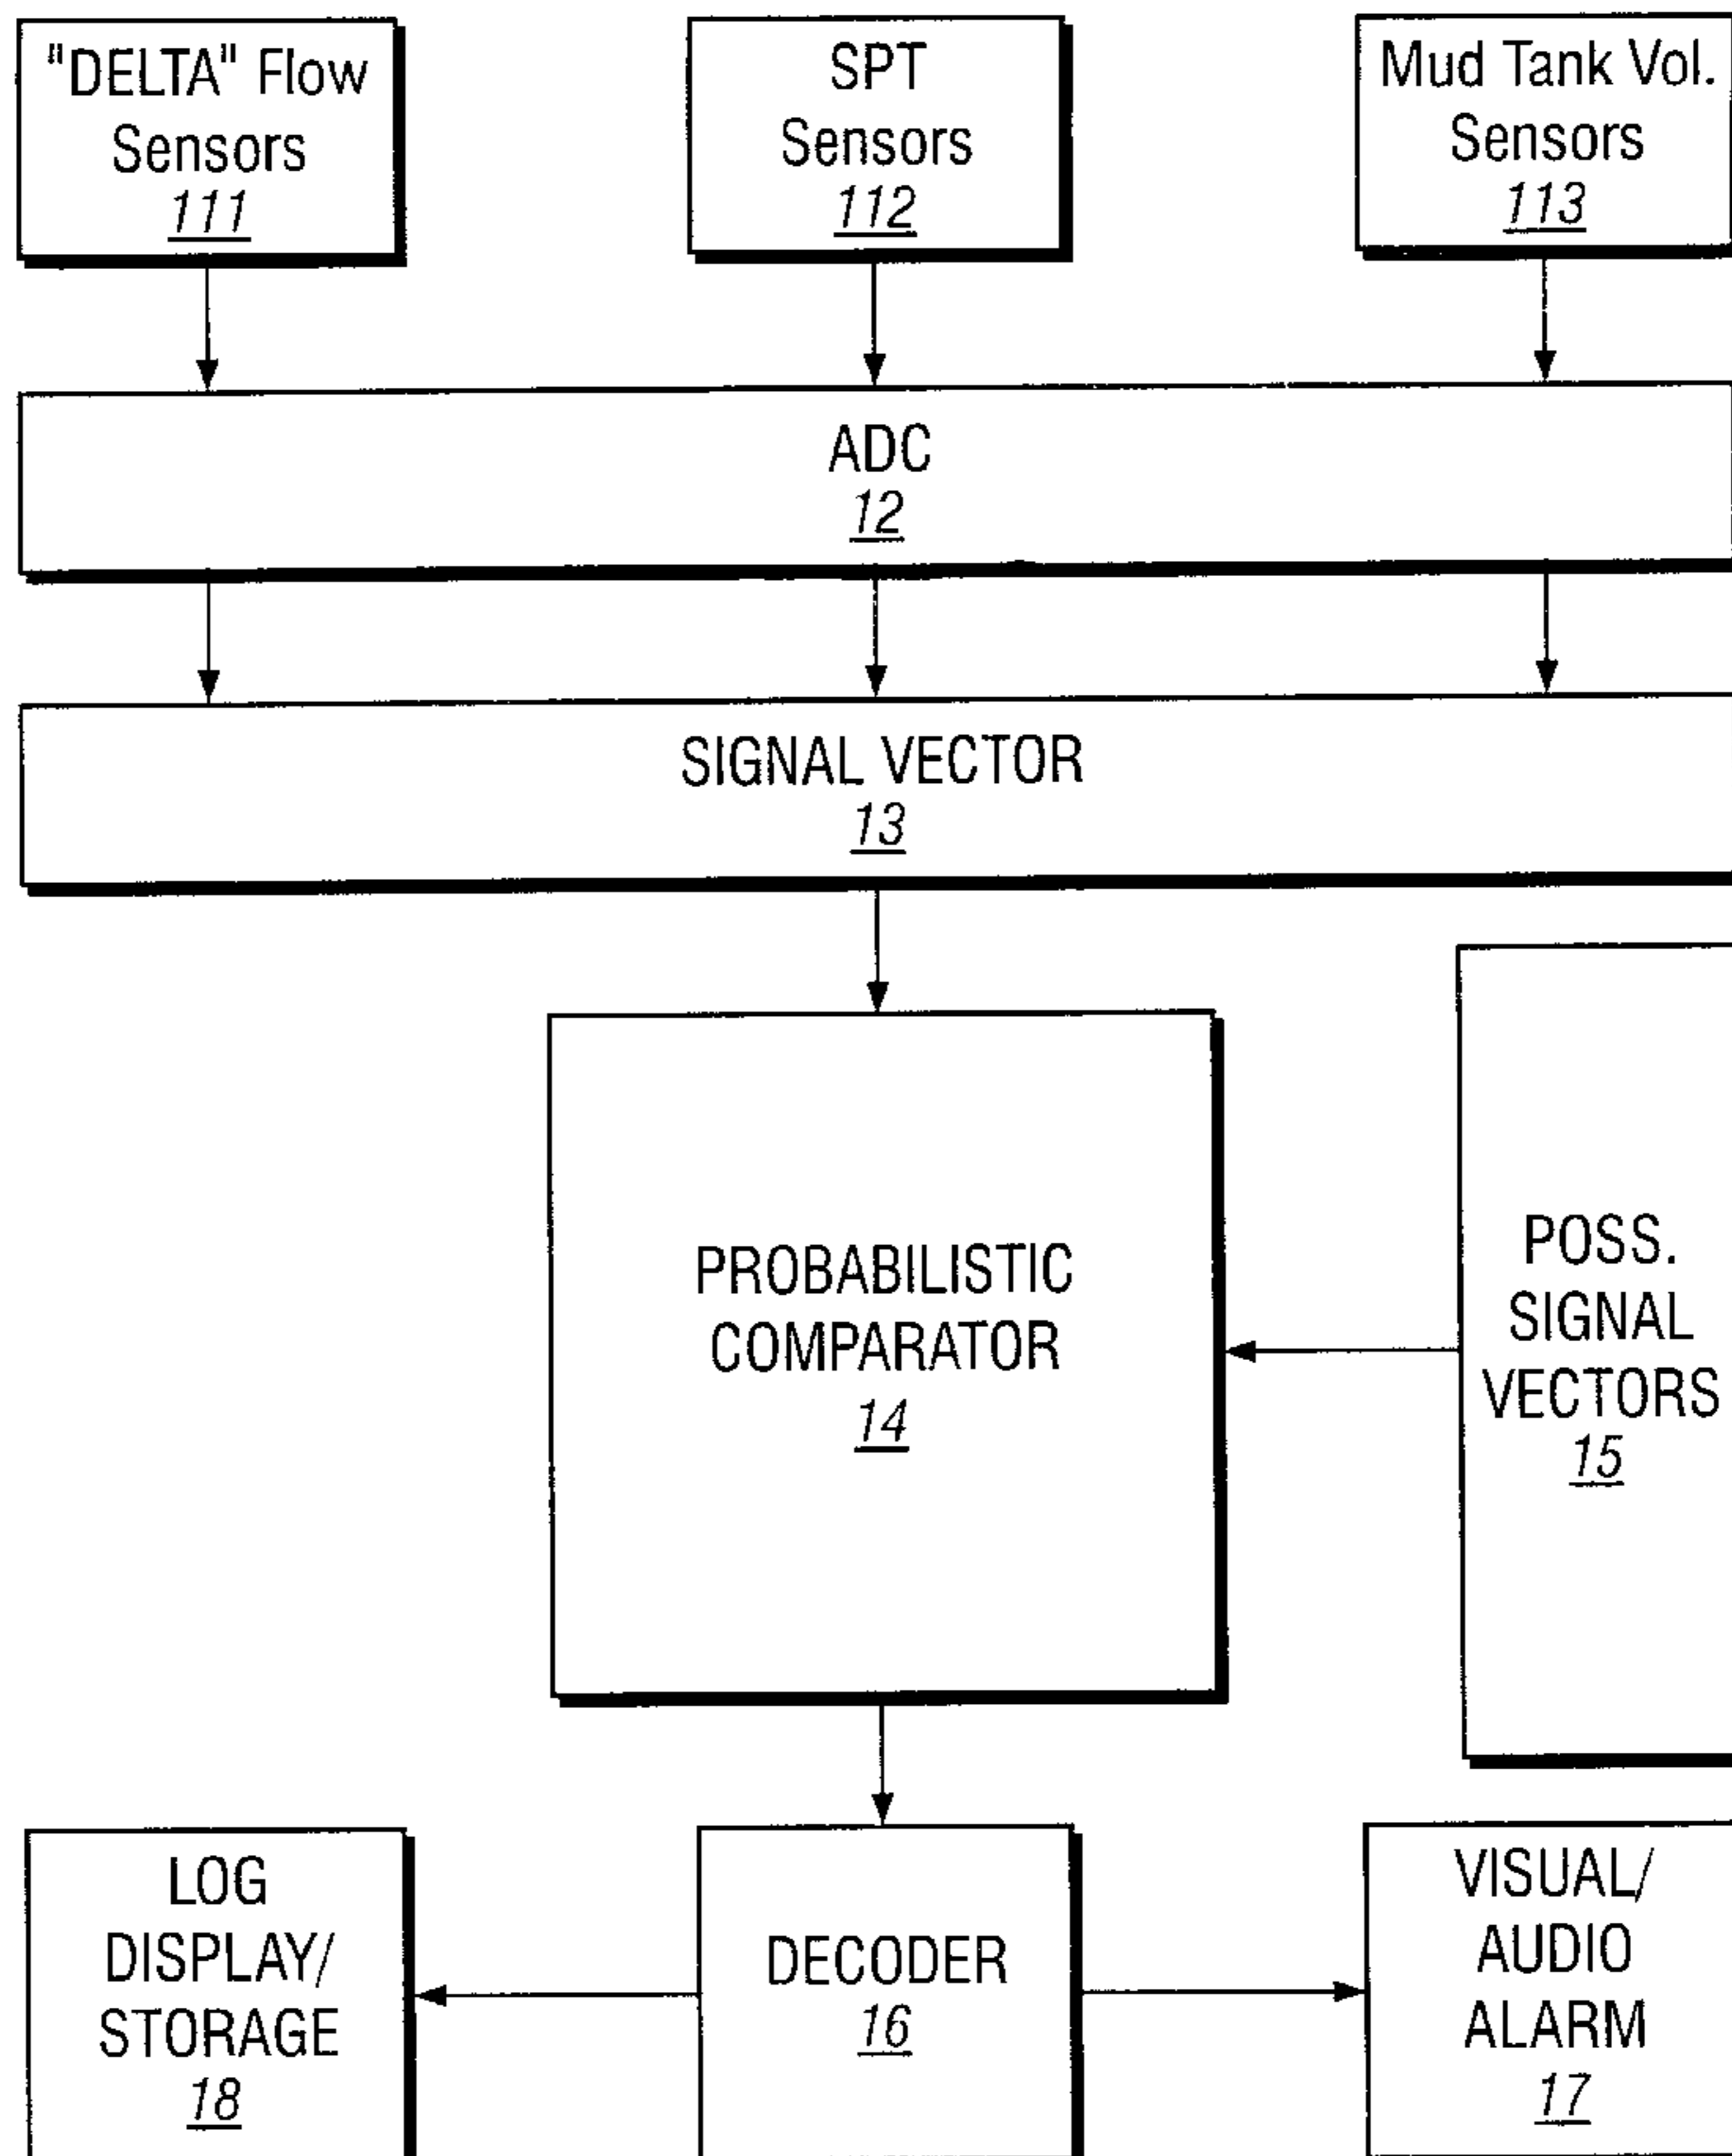 "DELTA" Flow
Sensors
111
SPT
Sensors
112
Mud Tank Vol.
Sensors
113
ADC
12
SIGNAL VECTOR
13
PROBABILISTIC
COMPARATOR
14
POSS.
SIGNAL
VECTORS
15
LOG
DISPLAY/
STORAGE
18
DECODER
16
VISUAL/
AUDIO
ALARM
17